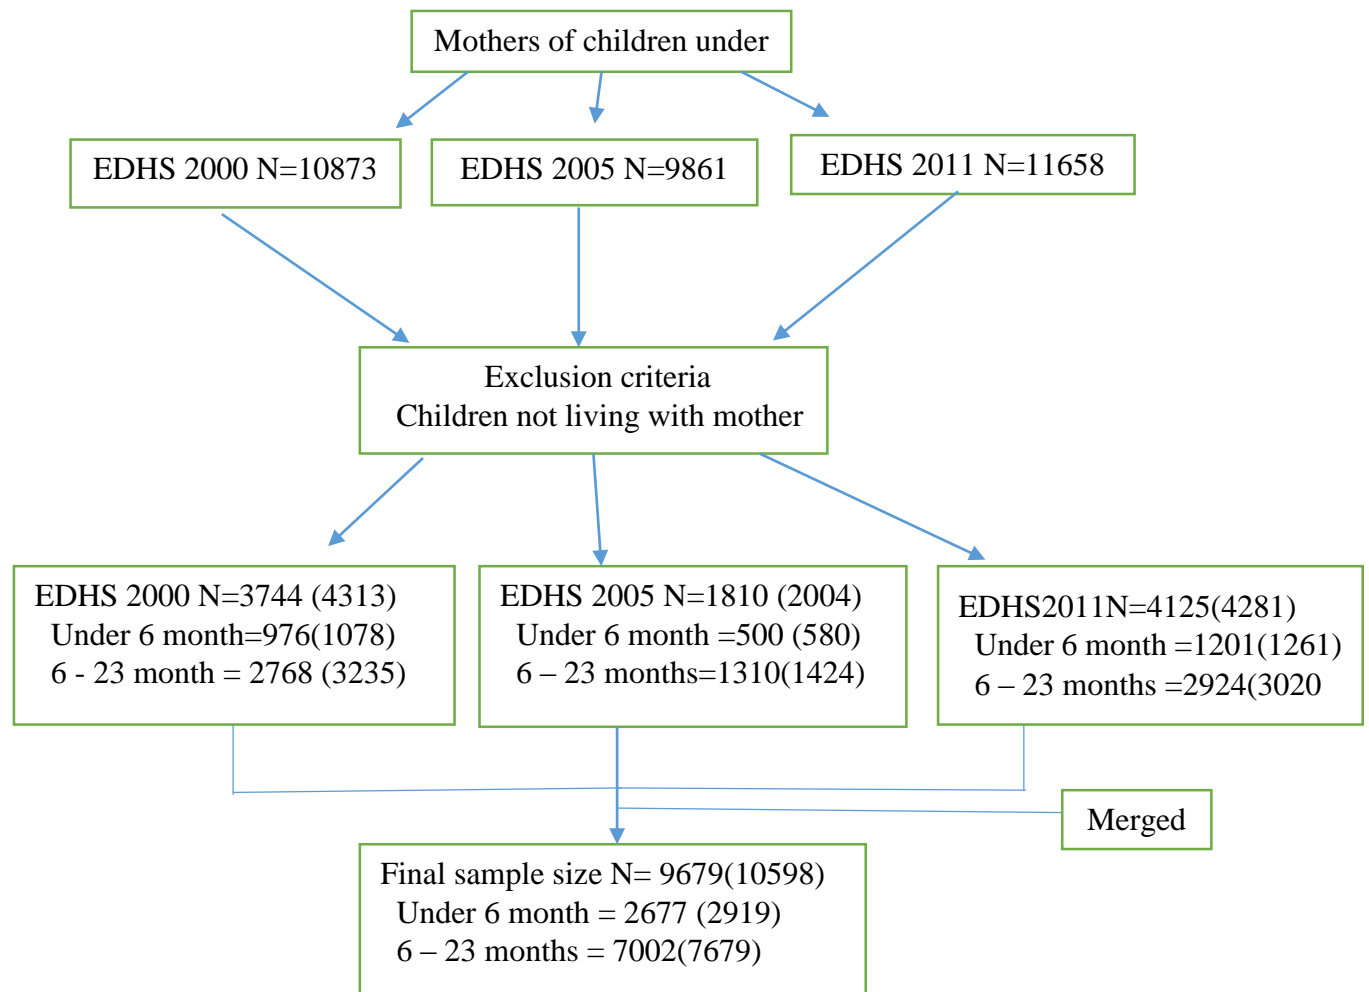 Mothers of children under
EDHS 2000 N=10873
EDHS 2005 N=9861
EDHS 2011 N=11658
Exclusion criteria
Children not living with mother
EDHS 2000 N=3744 (4313)
Under 6 month=976(1078)
6 - 23 month = 2768 (3235)
EDHS 2005 N=1810 (2004)
Under 6 month =500 (580)
6 – 23 months=1310(1424)
EDHS2011N=4125(4281)
Under 6 month =1201(1261)
6 – 23 months =2924(3020
Merged
Final sample size N= 9679(10598)
Under 6 month = 2677 (2919)
6 – 23 months = 7002(7679)